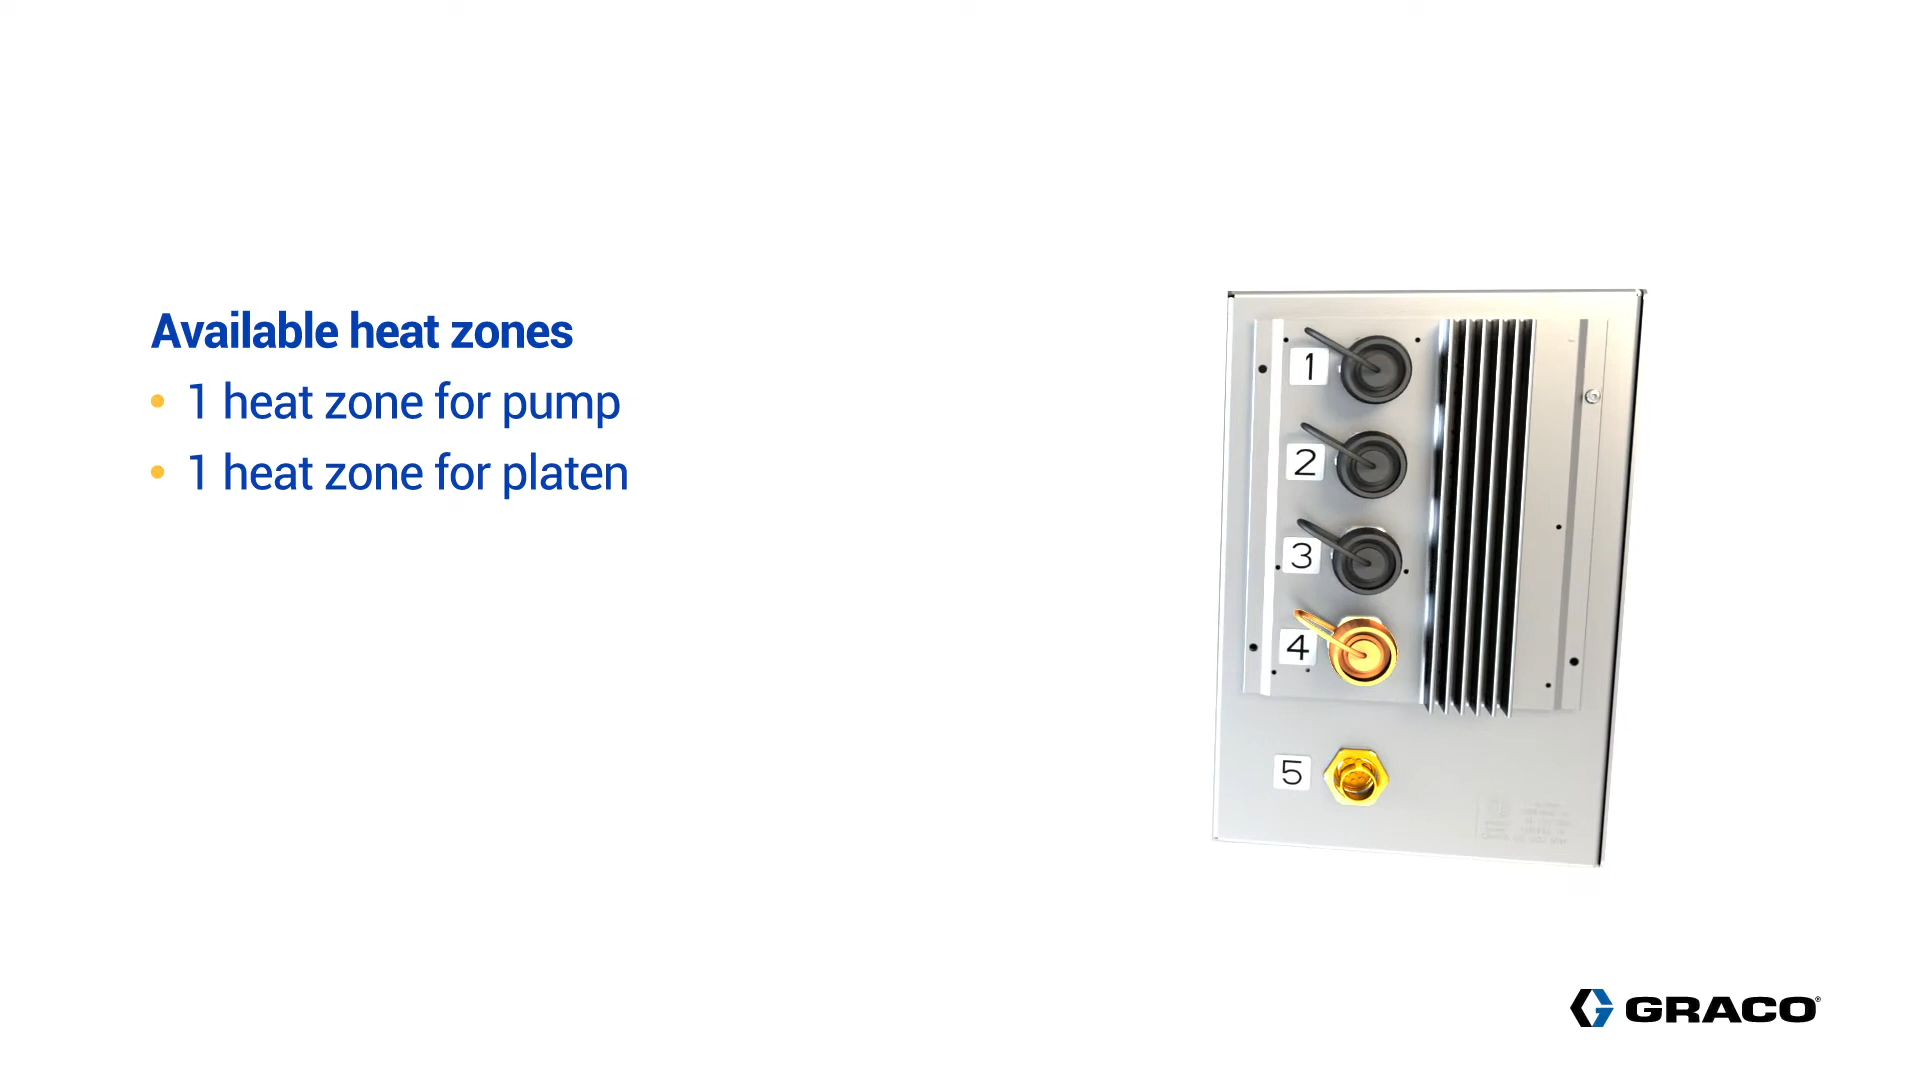 Available heat zones
• 1 heat zone for pump
• 1 heat zone for platen
1
2
3
4
5
GRACO®